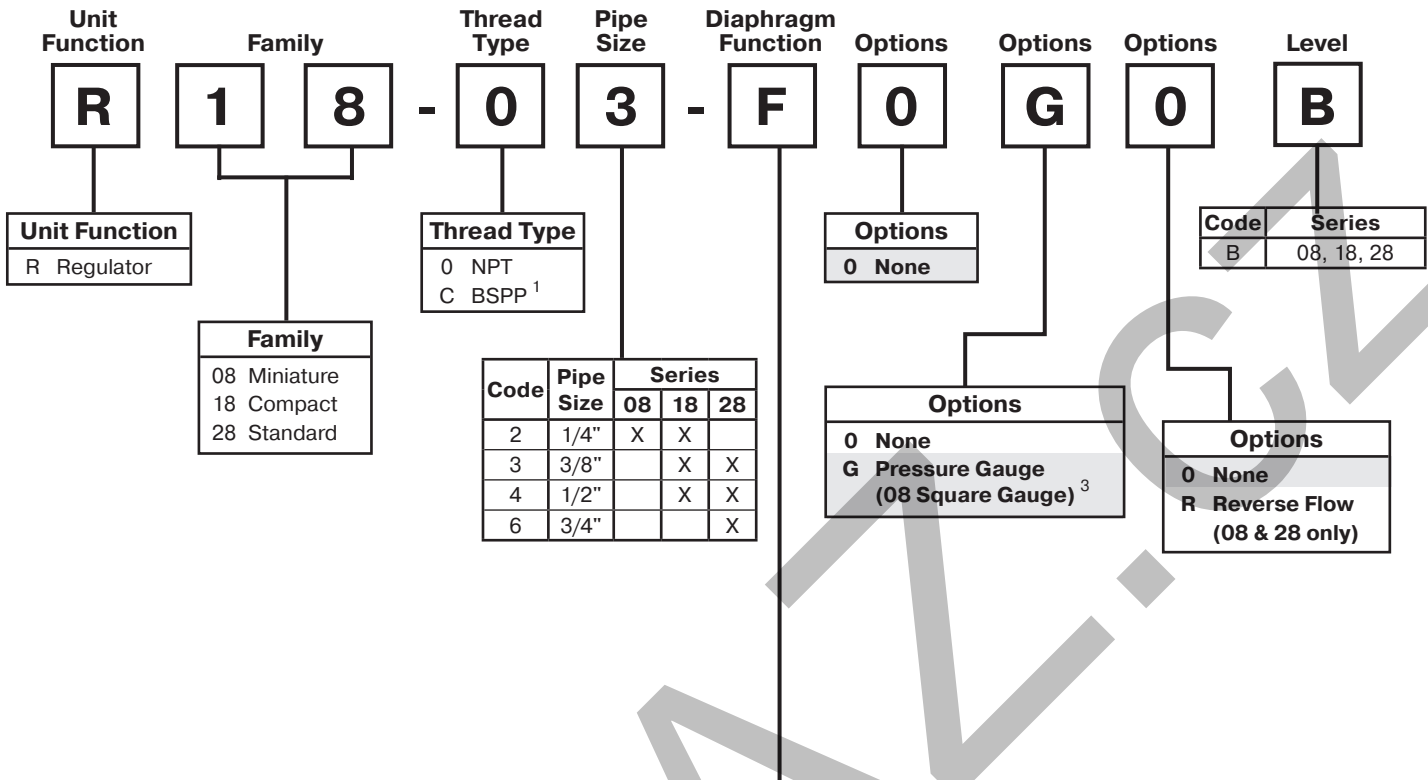 Unit Function Family Thread Type Pipe Size Diaphragm Function Options Options Options Level
R 1 8 - 0 3 - F 0 G 0 B
Unit Function
R Regulator
Family
08 Miniature
18 Compact
28 Standard
Thread Type
0 NPT
C BSPP 1
Code Pipe Size Series
08 18 28
2 1/4" X X
3 3/8" X X
4 1/2" X X
6 3/4" X
Options
0 None
Options
0 None
G Pressure Gauge
(08 Square Gauge) 3
Options
0 None
R Reverse Flow
(08 & 28 only)
Code Series
B 08, 18, 28
AZ.CZ